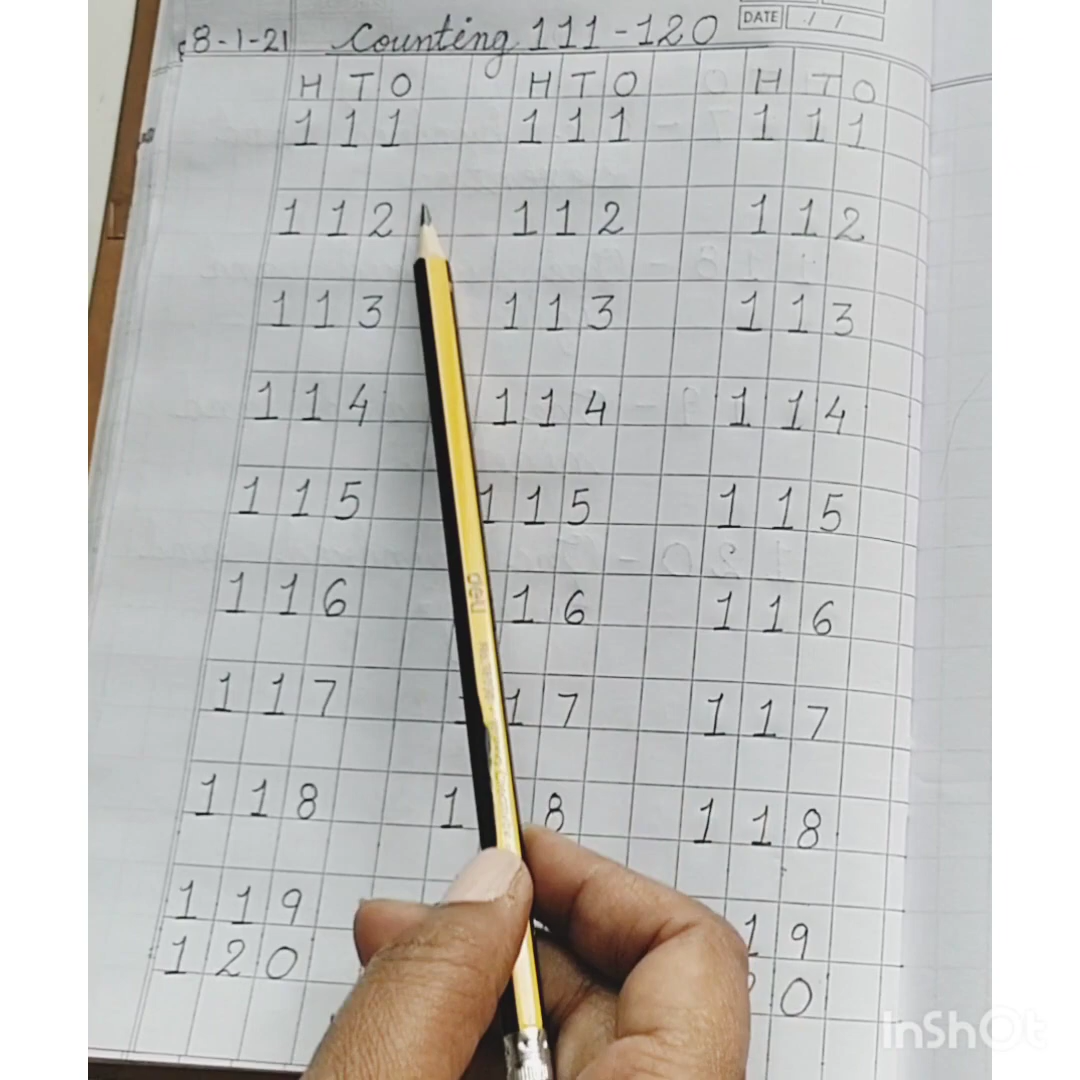 DATE / /
8-1-21 Counting 111-120
H T O H T O H T O
1 1 1 1 1 1 1 1 1
1 1 2 1 1 2 1 1 2
1 1 3 1 1 3 1 1 3
1 1 4 1 1 4 1 1 4
1 1 5 1 1 5 1 1 5
1 1 6 1 6 1 1 6
1 1 7 1 1 7 1 1 7
1 1 8 1 8 1 1 8
1 1 9 1 9
1 2 0 0
deli
InShOt